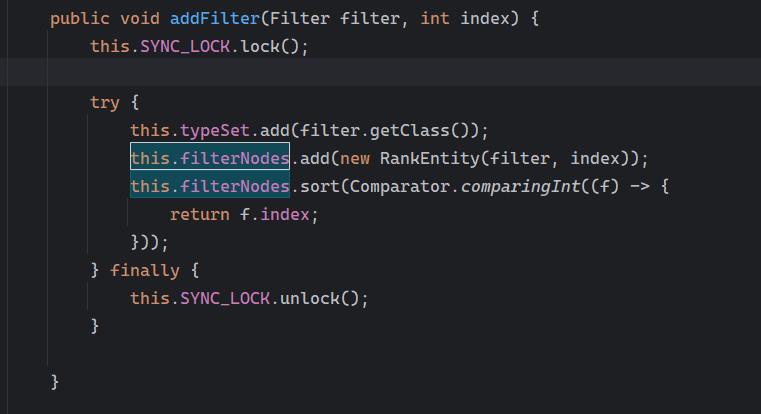 public void addFilter(Filter filter, int index) {
this.SYNC_LOCK.lock();
try {
this.typeSet.add(filter.getClass());
this.filterNodes.add(new RankEntity(filter, index));
this.filterNodes.sort(Comparator.comparingInt((f) -> {
return f.index;
}));
} finally {
this.SYNC_LOCK.unlock();
}
}